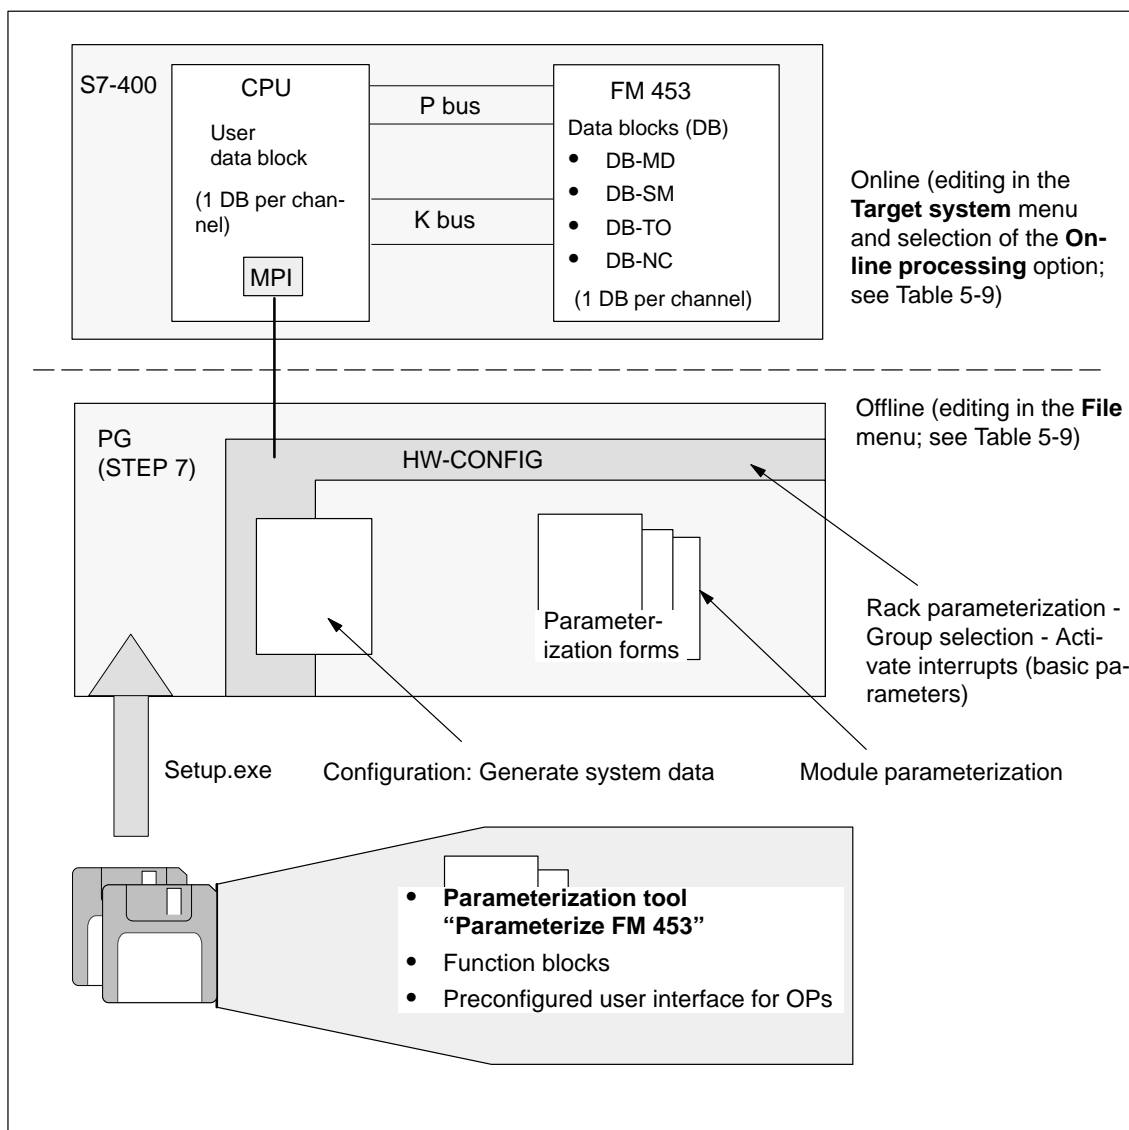 S7-400
CPU
User
data block
(1 DB per chan-
nel)
MPI
P bus
K bus
FM 453
Data blocks (DB)
• DB-MD
• DB-SM
• DB-TO
• DB-NC
(1 DB per channel)
Online (editing in the
Target system menu
and selection of the On-
line processing option;
see Table 5-9)
Offline (editing in the File
menu; see Table 5-9)
PG
(STEP 7)
HW-CONFIG
Parameter-
ization forms
Rack parameterization -
Group selection - Acti-
vate interrupts (basic pa-
rameters)
Setup.exe
Configuration: Generate system data
Module parameterization
• Parameterization tool
“Parameterize FM 453”
• Function blocks
• Preconfigured user interface for OPs